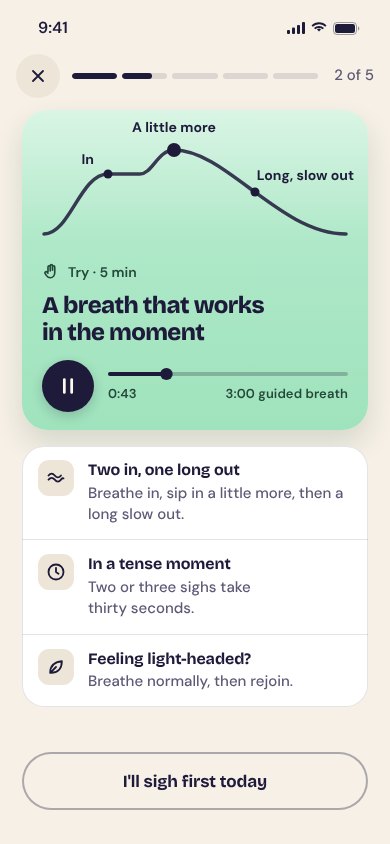 9:41
2 of 5
A little more
In
Long, slow out
Try · 5 min
A breath that works
in the moment
0:43
3:00 guided breath
Two in, one long out
Breathe in, sip in a little more, then a
long slow out.
In a tense moment
Two or three sighs take
thirty seconds.
Feeling light-headed?
Breathe normally, then rejoin.
I'll sigh first today